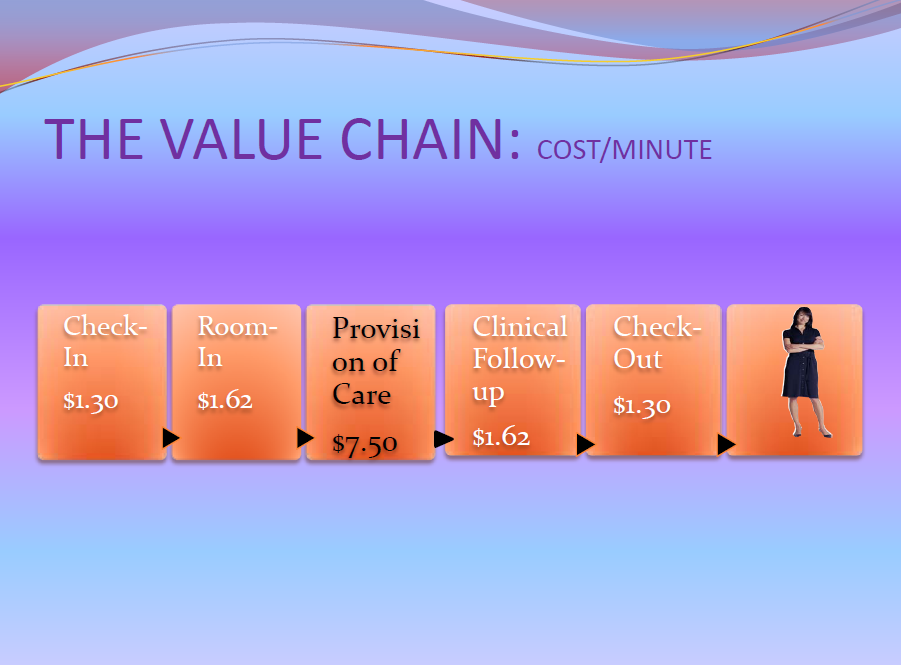 THE VALUE CHAIN: COST/MINUTE
Check-
In
$1.30
Room-
In
$1.62
Provisi
on of
Care
$7.50
Clinical
Follow-
up
$1.62
Check-
Out
$1.30